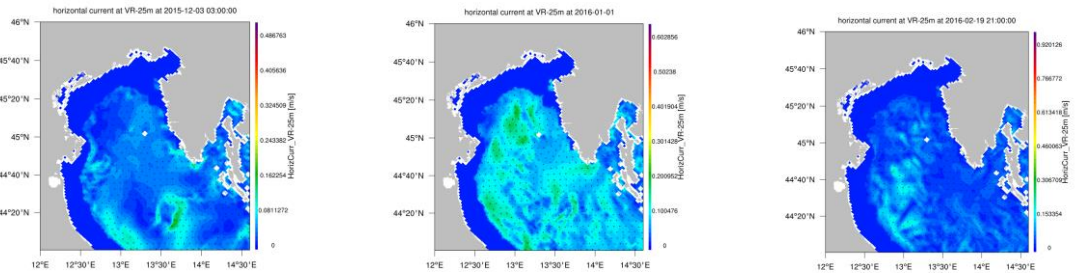 horizontal current at VR-25m at 2015-12-03 03:00:00
46°N
45°40'N
45°20'N
45°N
44°40'N
44°20'N
12°E
12°30'E
13°E
13°30'E
14°E
14°30'E
0.486763
0.405636
0.324509
0.243382
0.162254
0.0811272
0
HorizCurr_VR-25m [m/s]
horizontal current at VR-25m at 2016-01-01
46°N
45°40'N
45°20'N
45°N
44°40'N
44°20'N
12°E
12°30'E
13°E
13°30'E
14°E
14°30'E
0.602856
0.50238
0.401904
0.301428
0.200952
0.100476
0
HorizCurr_VR-25m [m/s]
horizontal current at VR-25m at 2016-02-19 21:00:00
46°N
45°40'N
45°20'N
45°N
44°40'N
44°20'N
12°E
12°30'E
13°E
13°30'E
14°E
14°30'E
0.920126
0.766772
0.613418
0.460063
0.306709
0.153354
0
HorizCurr_VR-25m [m/s]